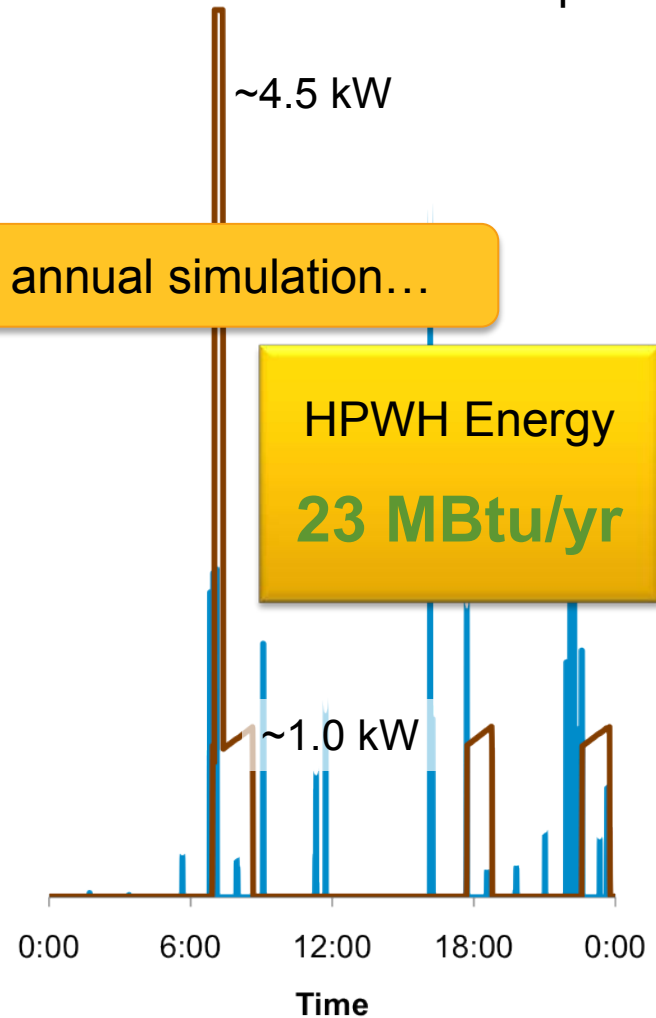 ~4.5 kW
annual simulation…
HPWH Energy
23 MBtu/yr
~1.0 kW
0:00 6:00 12:00 18:00 0:00
Time